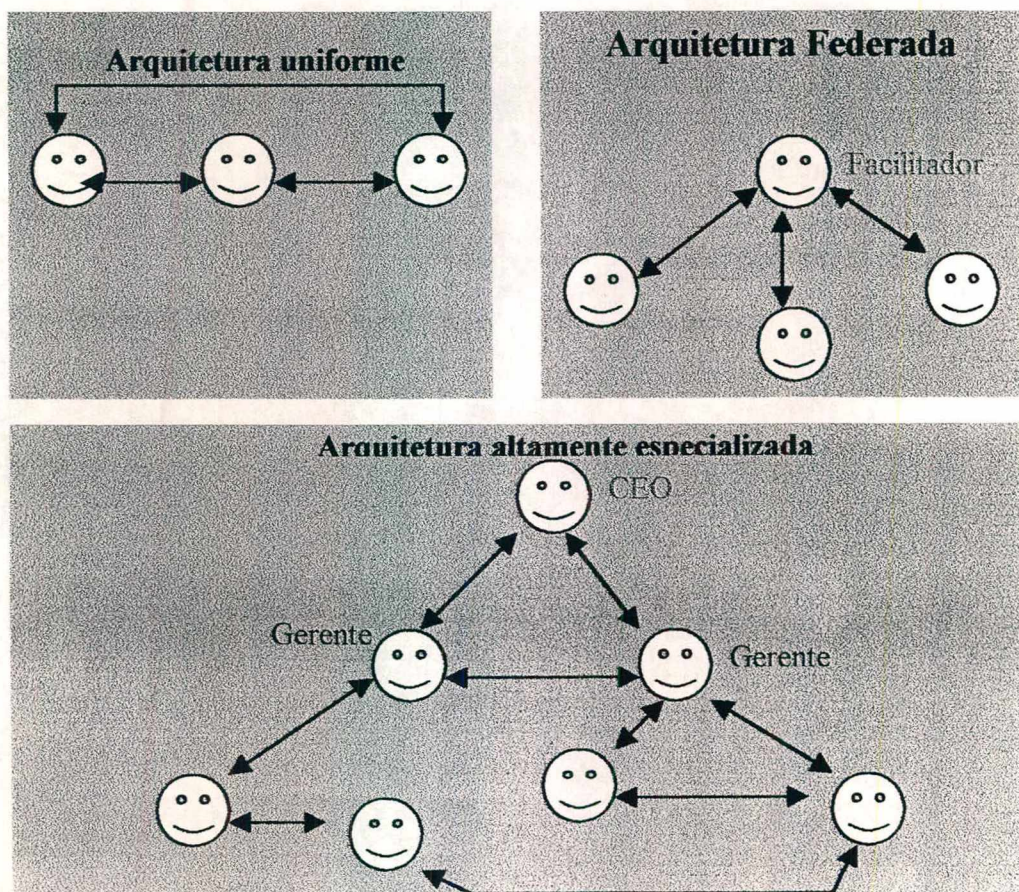 Arquitetura uniforme
Arquitetura Federada
Facilitador
Arquitetura altamente especializada
CEO
Gerente
Gerente